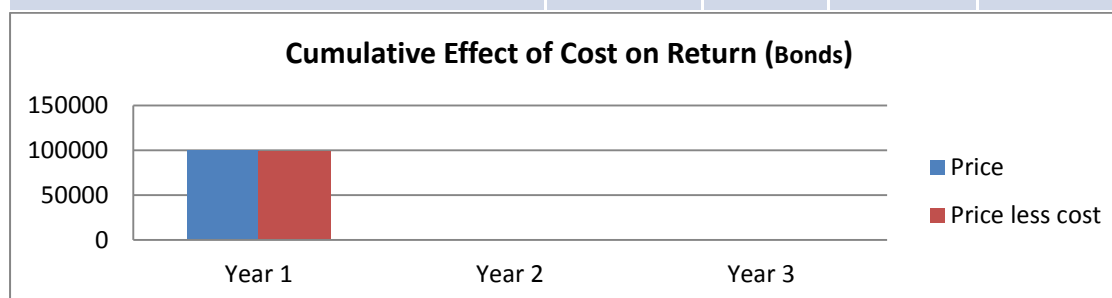 Cumulative Effect of Cost on Return (Bonds)
150000
100000
50000
0
Year 1 Year 2 Year 3
Price
Price less cost